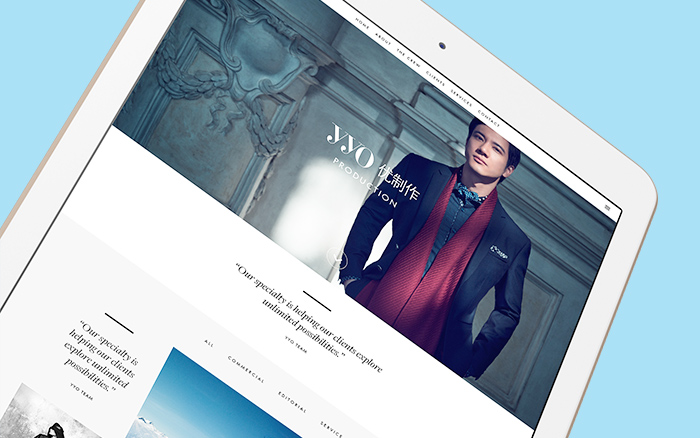 HOME ABOUT THE CREW CLIENTS SERVICES CONTACT
yyo 优制作
PRODUCTION
“Our specialty is helping our clients explore
unlimited possibilities.”
YYO TEAM
“Our specialty is
helping our clients
explore unlimited
possibilities.”
YYO TEAM
ALL COMMERCIAL EDITORIAL SERVICE